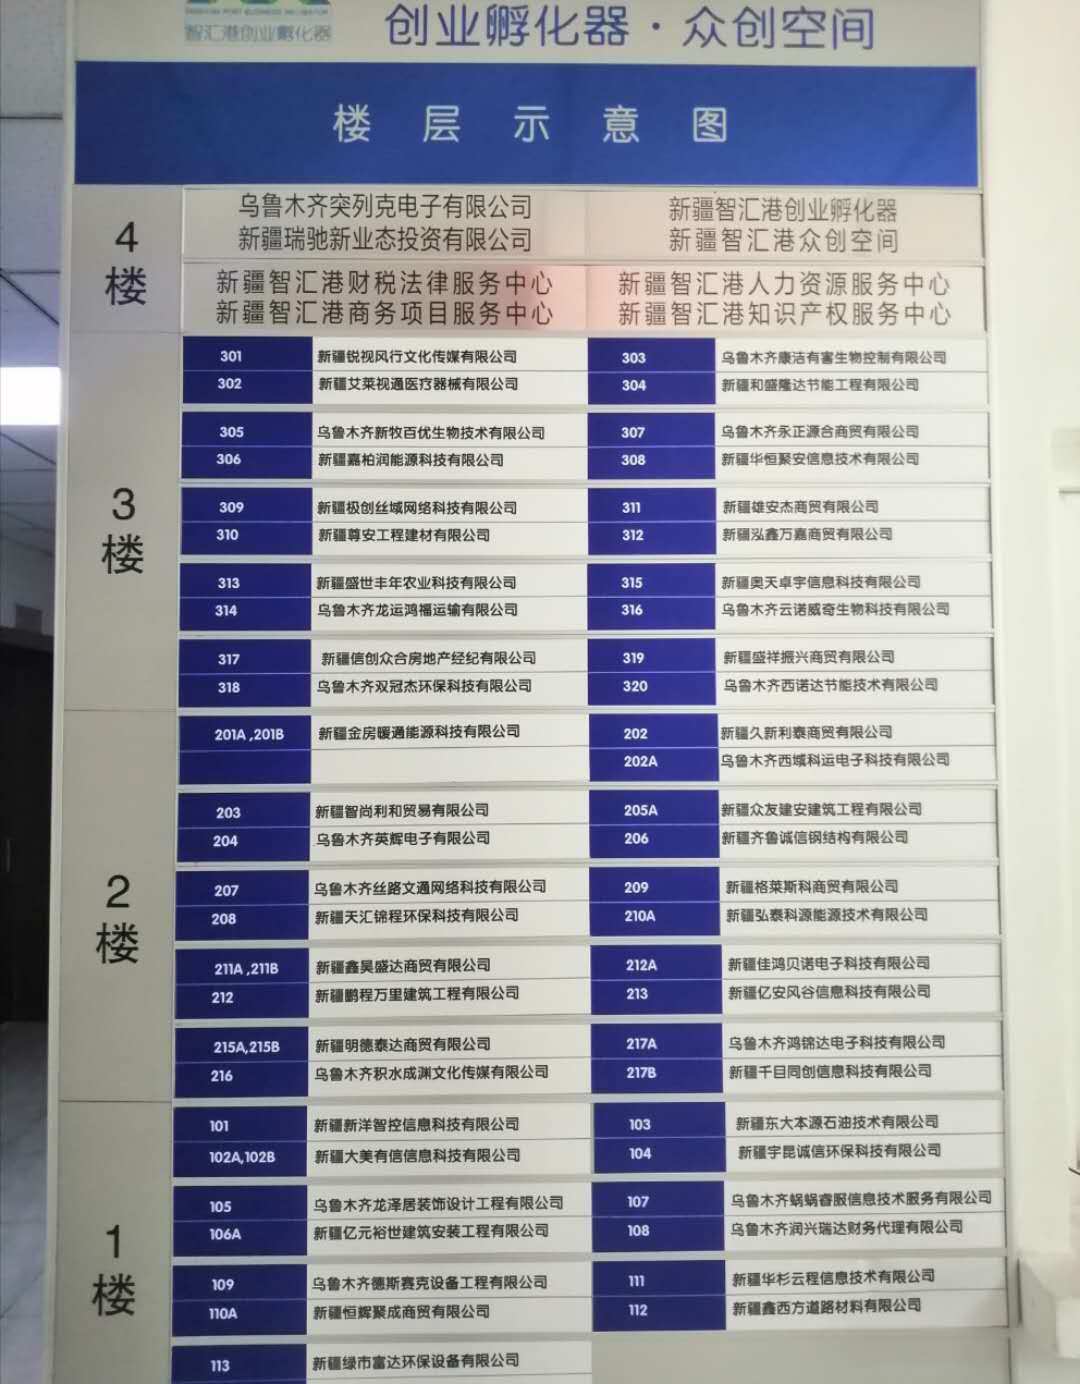 智汇港创业孵化器
创业孵化器·众创空间
楼层示意图
4楼
乌鲁木齐突列克电子有限公司
新疆瑞驰新业态投资有限公司
新疆智汇港创业孵化器
新疆智汇港众创空间
新疆智汇港财税法律服务中心
新疆智汇港商务项目服务中心
新疆智汇港人力资源服务中心
新疆智汇港知识产权服务中心
3楼
301 新疆锐视风行文化传媒有限公司
302 新疆艾莱视通医疗器械有限公司
303 乌鲁木齐康洁有害生物控制有限公司
304 新疆和盛隆达节能工程有限公司
305 乌鲁木齐新牧百优生物技术有限公司
306 新疆嘉柏润能源科技有限公司
307 乌鲁木齐永正源合商贸有限公司
308 新疆华恒聚安信息技术有限公司
309 新疆极创丝域网络科技有限公司
310 新疆尊安工程建材有限公司
311 新疆雄安杰商贸有限公司
312 新疆泓鑫万嘉商贸有限公司
313 新疆盛世丰年农业科技有限公司
314 乌鲁木齐龙运鸿福运输有限公司
315 新疆奥天卓宇信息科技有限公司
316 乌鲁木齐云诺威奇生物科技有限公司
317 新疆信创众合房地产经纪有限公司
318 乌鲁木齐双冠杰环保科技有限公司
319 新疆盛祥振兴商贸有限公司
320 乌鲁木齐西诺达节能技术有限公司
2楼
201A ,201B 新疆金房暖通能源科技有限公司
202 新疆久新利泰商贸有限公司
202A 乌鲁木齐西域科运电子科技有限公司
203 新疆智尚利和贸易有限公司
204 乌鲁木齐英辉电子有限公司
205A 新疆众友建安建筑工程有限公司
206 新疆齐鲁诚信钢结构有限公司
207 乌鲁木齐丝路文通网络科技有限公司
208 新疆天汇锦程环保科技有限公司
209 新疆格莱斯科商贸有限公司
210A 新疆弘泰科源能源技术有限公司
211A ,211B 新疆鑫昊盛达商贸有限公司
212 新疆鹏程万里建筑工程有限公司
212A 新疆佳鸿贝诺电子科技有限公司
213 新疆亿安风谷信息科技有限公司
215A,215B 新疆明德泰达商贸有限公司
216 乌鲁木齐积水成渊文化传媒有限公司
217A 乌鲁木齐鸿锦达电子科技有限公司
217B 新疆千目同创信息科技有限公司
1楼
101 新疆新洋智控信息科技有限公司
102A,102B 新疆大美有信信息科技有限公司
103 新疆东大本源石油技术有限公司
104 新疆宇昆诚信环保科技有限公司
105 乌鲁木齐龙泽居装饰设计工程有限公司
106A 新疆亿元裕世建筑安装工程有限公司
107 乌鲁木齐蜗蜗睿服信息技术服务有限公司
108 乌鲁木齐润兴瑞达财务代理有限公司
109 乌鲁木齐德斯赛克设备工程有限公司
110A 新疆恒辉聚成商贸有限公司
111 新疆华杉云程信息技术有限公司
112 新疆鑫西方道路材料有限公司
113 新疆绿市富达环保设备有限公司